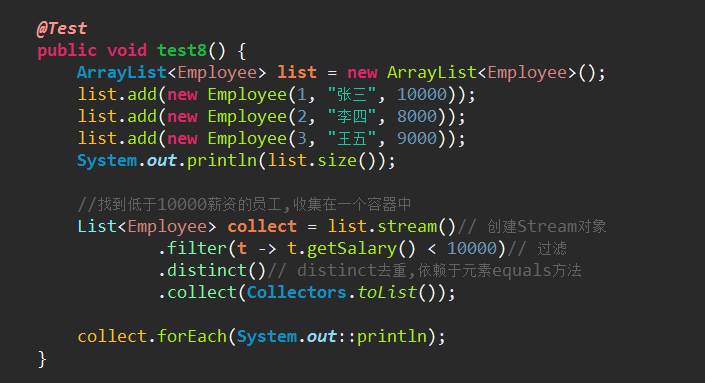 @Test
public void test8() {
    ArrayList<Employee> list = new ArrayList<Employee>();
    list.add(new Employee(1, "张三", 10000));
    list.add(new Employee(2, "李四", 8000));
    list.add(new Employee(3, "王五", 9000));
    System.out.println(list.size());

    //找到低于10000薪资的员工,收集在一个容器中
    List<Employee> collect = list.stream()// 创建Stream对象
            .filter(t -> t.getSalary() < 10000)// 过滤
            .distinct()// distinct去重,依赖于元素equals方法
            .collect(Collectors.toList());

    collect.forEach(System.out::println);
}